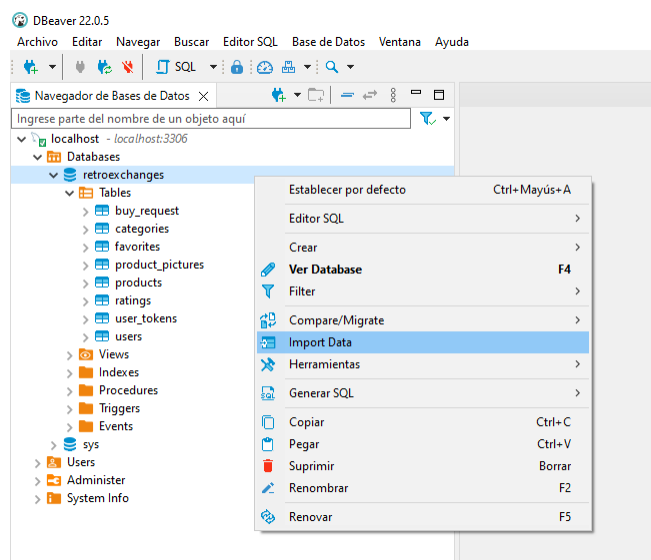 DBeaver 22.0.5
Archivo Editar Navegar Buscar Editor SQL Base de Datos Ventana Ayuda
SQL
Navegador de Bases de Datos
Ingrese parte del nombre de un objeto aquí
localhost - localhost:3306
Databases
retroexchanges
Tables
buy_request
categories
favorites
product_pictures
products
ratings
user_tokens
users
Views
Indexes
Procedures
Triggers
Events
sys
Users
Administer
System Info
Establecer por defecto Ctrl+Mayús+A
Editor SQL
Crear
Ver Database F4
Filter
Compare/Migrate
Import Data
Herramientas
Generar SQL
Copiar Ctrl+C
Pegar Ctrl+V
Suprimir Borrar
Renombrar F2
Renovar F5